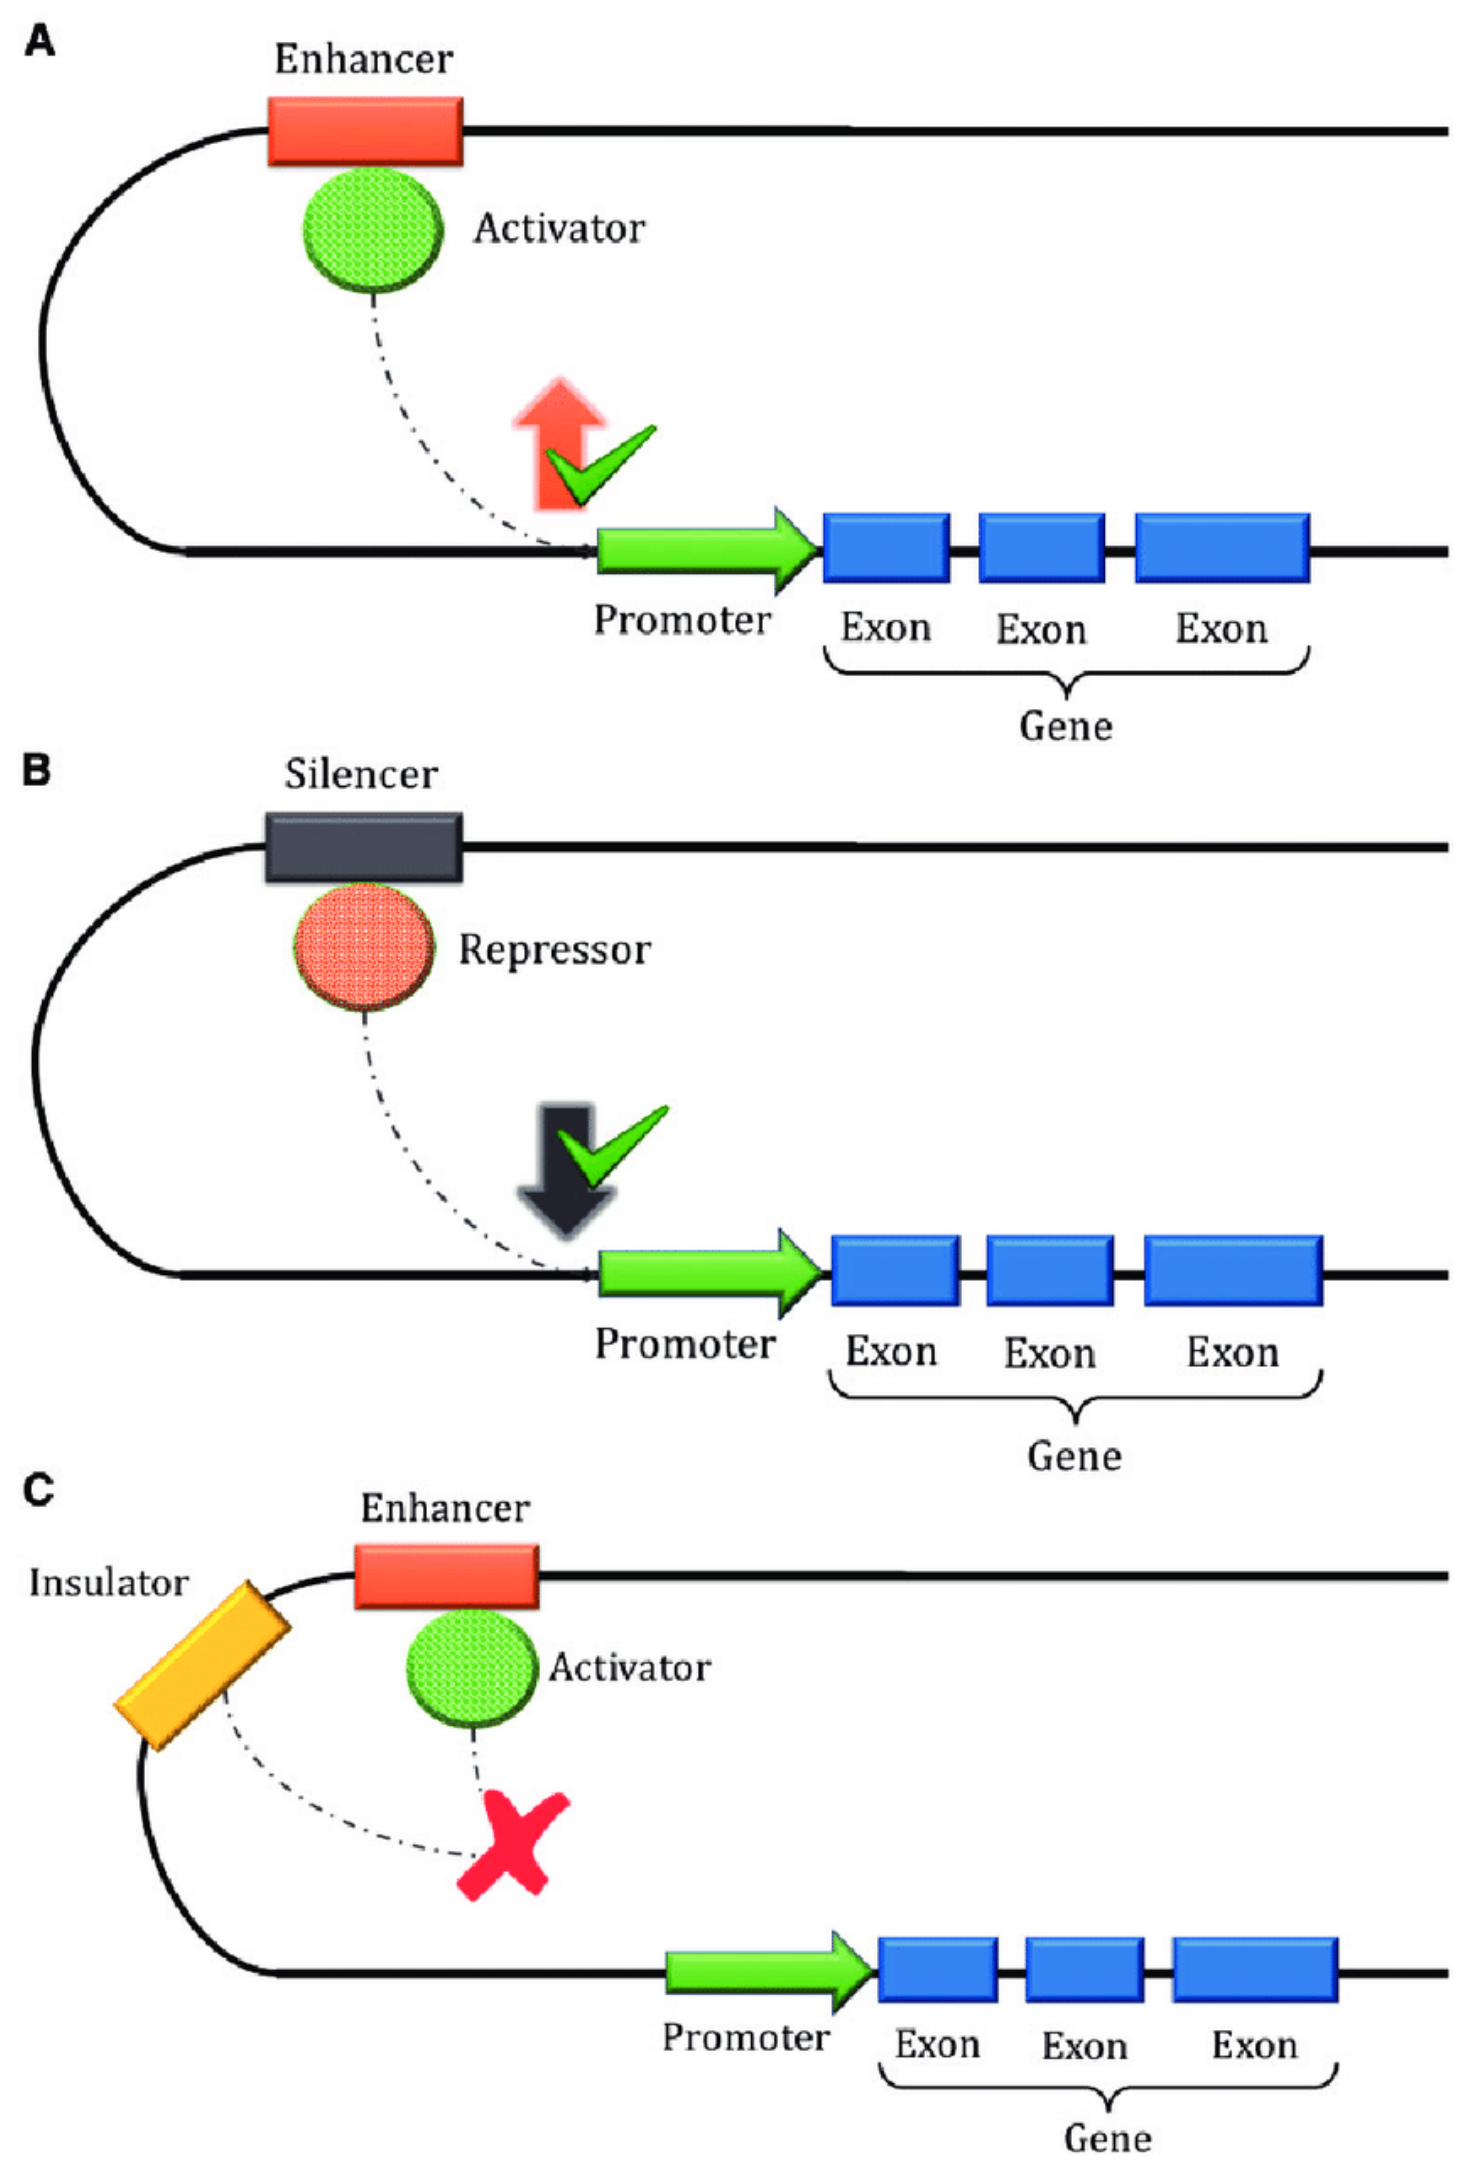 A
Enhancer
Activator
Promoter
Exon Exon Exon
Gene
B
Silencer
Repressor
Promoter
Exon Exon Exon
Gene
C
Enhancer
Insulator
Activator
Promoter
Exon Exon Exon
Gene